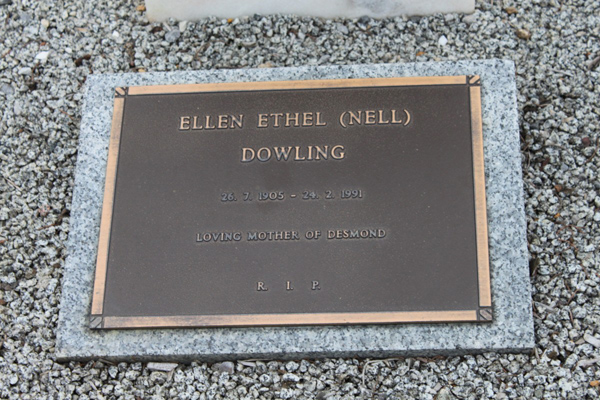 ELLEN ETHEL (NELL)
DOWLING
26. 7. 1905 - 24. 2. 1991
LOVING MOTHER OF DESMOND
R. I. P.